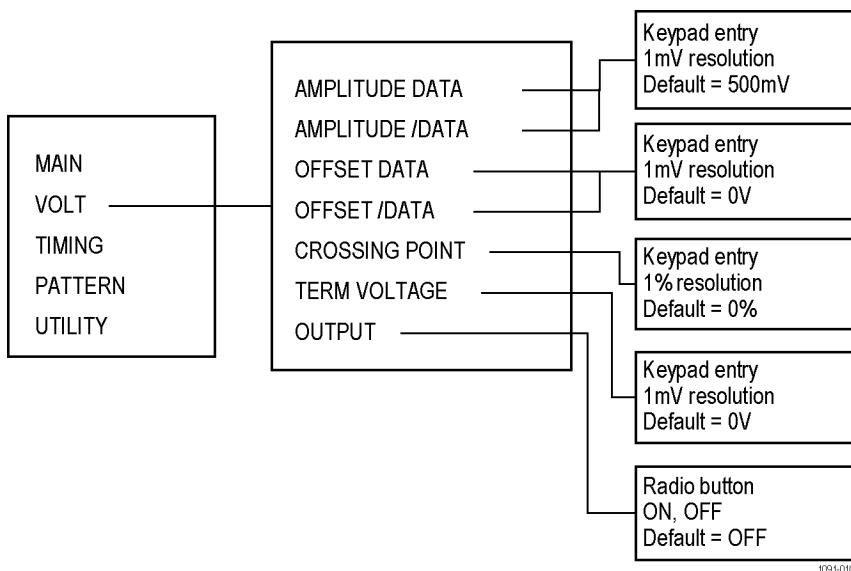 MAIN
VOLT
TIMING
PATTERN
UTILITY
AMPLITUDE DATA
AMPLITUDE /DATA
OFFSET DATA
OFFSET /DATA
CROSSING POINT
TERM VOLTAGE
OUTPUT
Keypad entry
1mV resolution
Default = 500mV
Keypad entry
1mV resolution
Default = 0V
Keypad entry
1% resolution
Default = 0%
Keypad entry
1mV resolution
Default = 0V
Radio button
ON, OFF
Default = OFF